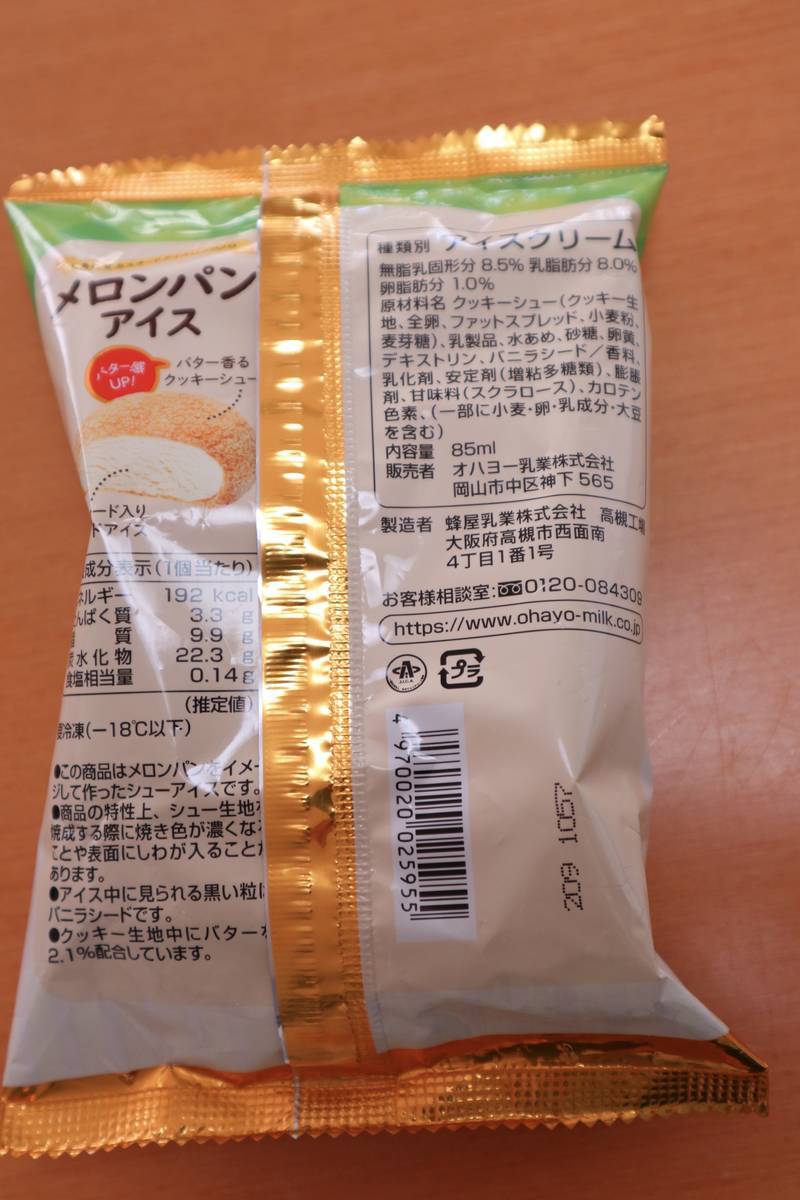 メロンパン
アイス
バター感
UP!
バター香る
クッキーシュー
ード入り
ドアイス
成分表示(1個当たり)
ネルギー 192 kcal
んぱく質 3.3 g
質 9.9 g
炭水化物 22.3 g
食塩相当量 0.14g
(推定値)
冷凍(−18℃以下)
●この商品はメロンパンをイメー
ジして作ったシューアイスです。
●商品の特性上、シュー生地を
焼成する際に焼き色が濃くなる
ことや表面にしわが入ることが
あります。
●アイス中に見られる黒い粒は
バニラシードです。
●クッキー生地中にバターを
2.1%配合しています。
種類別 アイスクリーム
無脂乳固形分 8.5% 乳脂肪分 8.0%
卵脂肪分 1.0%
原材料名 クッキーシュー(クッキー生
地、全卵、ファットスプレッド、小麦粉、
麦芽糖)、乳製品、水あめ、砂糖、卵黄、
デキストリン、バニラシード/香料、
乳化剤、安定剤(増粘多糖類)、膨脹
剤、甘味料(スクラロース)、カロテン
色素、(一部に小麦・卵・乳成分・大豆
を含む)
内容量 85ml
販売者 オハヨー乳業株式会社
岡山市中区神下 565
製造者 蜂屋乳業株式会社 高槻工場
大阪府高槻市西面南
4丁目1番1号
お客様相談室:0120-084309
https://www.ohayo-milk.co.jp
プラ
4 970020 025955
209 1057